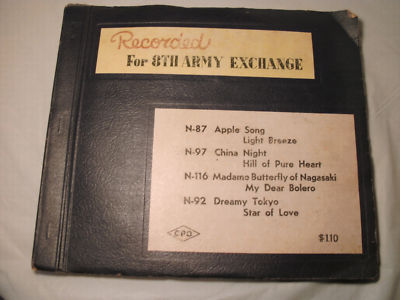 Recorded
For 8TH ARMY EXCHANGE
N-87 Apple Song
Light Breeze
N-97 China Night
Hill of Pure Heart
N-116 Madame Butterfly of Nagasaki
My Dear Bolero
N-92 Dreamy Tokyo
Star of Love
CPO
$1.10